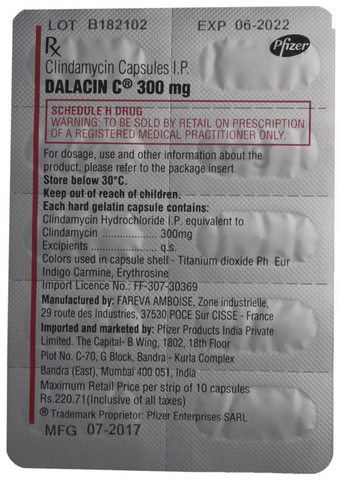 LOT B182102 EXP 06-2022
Rx
Pfizer
Clindamycin Capsules I.P.
DALACIN C® 300 mg
SCHEDULE H DRUG
WARNING: TO BE SOLD BY RETAIL ON PRESCRIPTION
OF A REGISTERED MEDICAL PRACTITIONER ONLY.
For dosage, use and other information about the
product, please refer to the package insert.
Store below 30°C.
Keep out of reach of children.
Each hard gelatin capsule contains:
Clindamycin Hydrochloride I.P. equivalent to
Clindamycin .................. 300mg
Excipients ..................... q.s.
Colors used in capsule shell - Titanium dioxide Ph Eur
Indigo Carmine, Erythrosine
Import Licence No.: FF-307-30369
Manufactured by: FAREVA AMBOISE, Zone industrielle,
29 route des Industries, 37530 POCE Sur CISSE - France
Imported and marketed by: Pfizer Products India Private
Limited. The Capital- B Wing, 1802, 18th Floor
Plot No. C-70, G Block, Bandra - Kurla Complex
Bandra (East), Mumbai 400 051, India
Maximum Retail Price per strip of 10 capsules
Rs.220.71(Inclusive of all taxes)
® Trademark Proprietor: Pfizer Enterprises SARL
MFG 07-2017